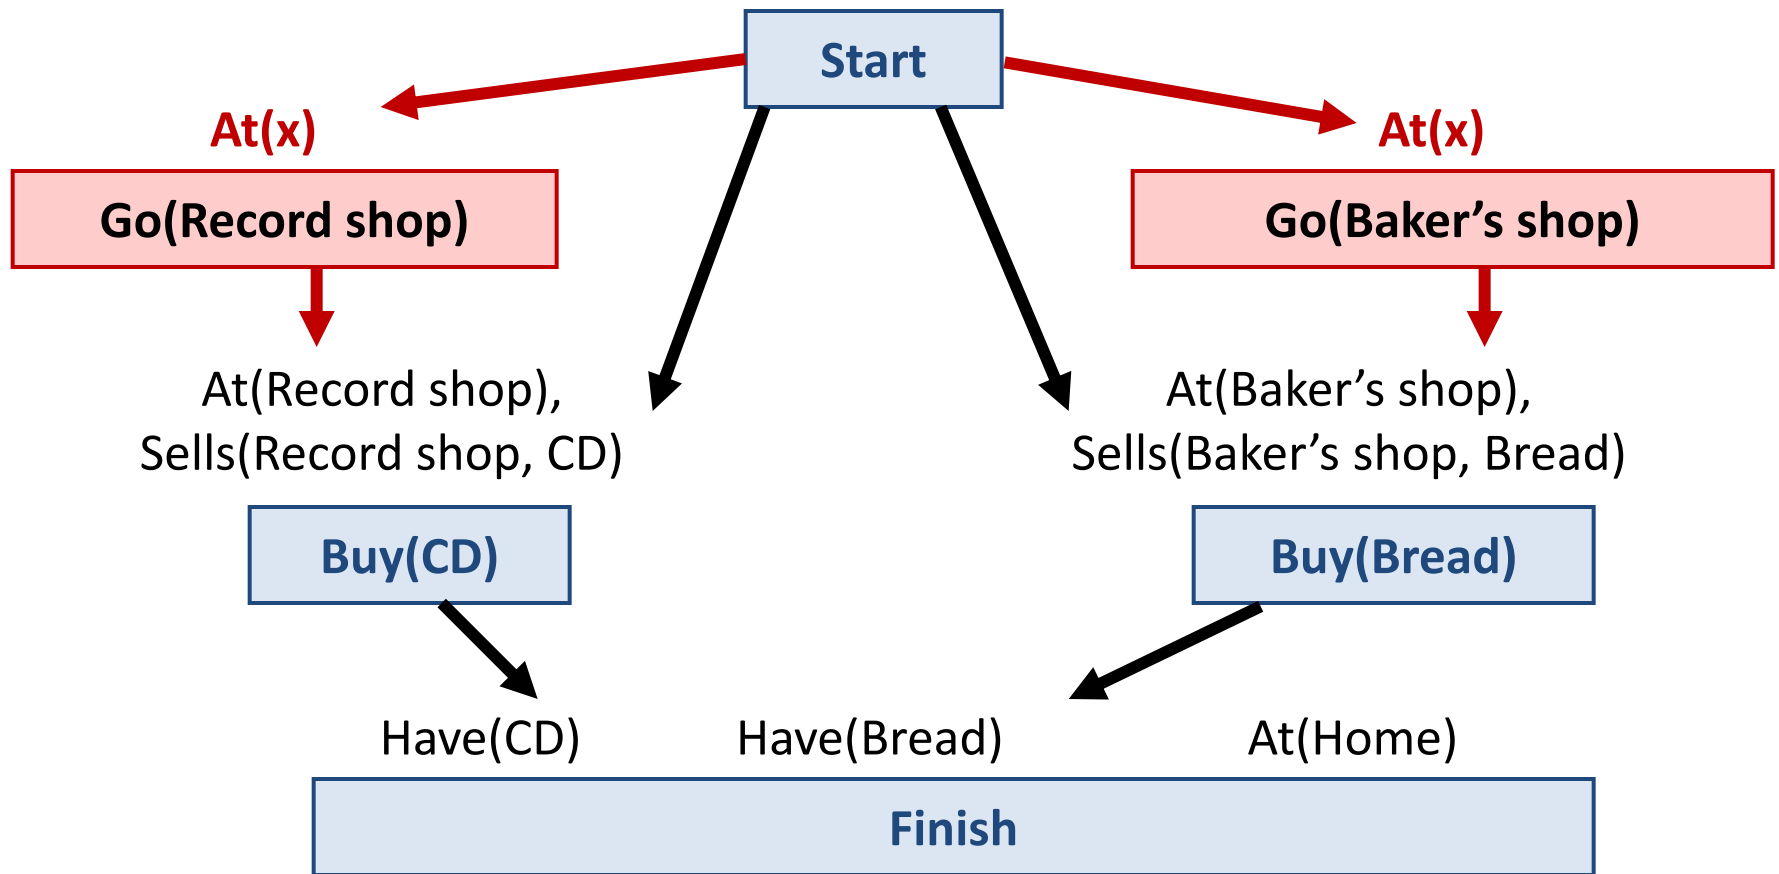 Start
At(x)
At(x)
Go(Record shop)
Go(Baker’s shop)
At(Record shop),
Sells(Record shop, CD)
At(Baker’s shop),
Sells(Baker’s shop, Bread)
Buy(CD)
Buy(Bread)
Have(CD)
Have(Bread)
At(Home)
Finish